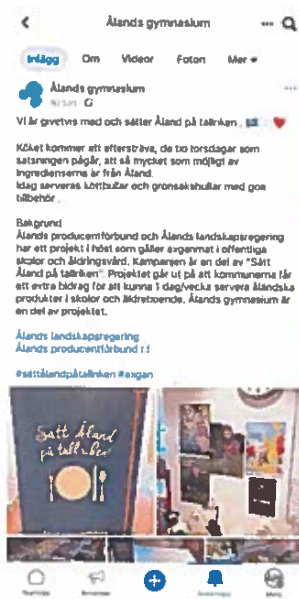 Ålands gymnasium
Inlägg Om Videor Foton Mer
Ålands gymnasium
Vi är givetvis med och sätter Åland på tallriken
Köket kommer att eftersträva, de tio torsdagar som
satsningen pågår, att så mycket som möjligt av
ingredienserna är från Åland.
Idag serveras köttbullar och grönsaksbullar med goa
tillbehör.
Bakgrund
Ålands producentförbund och Ålands landskapsregering
har ett projekt i höst som gäller axganmat i offentliga
skolor och åldringsvård. Kampanjen är en del av "Sätt
Åland på tallriken". Projektet går ut på att kommunerna får
ett extra bidrag för att kunna 1 dag/vecka servera åländska
produkter i skolor och äldreboende. Ålands gymnasium är
en del av projektet.
Ålands landskapsregering
Ålands producentförbund r.f
#sättålandpåtallriken #axgan
Sätt Åland
på tallriken!